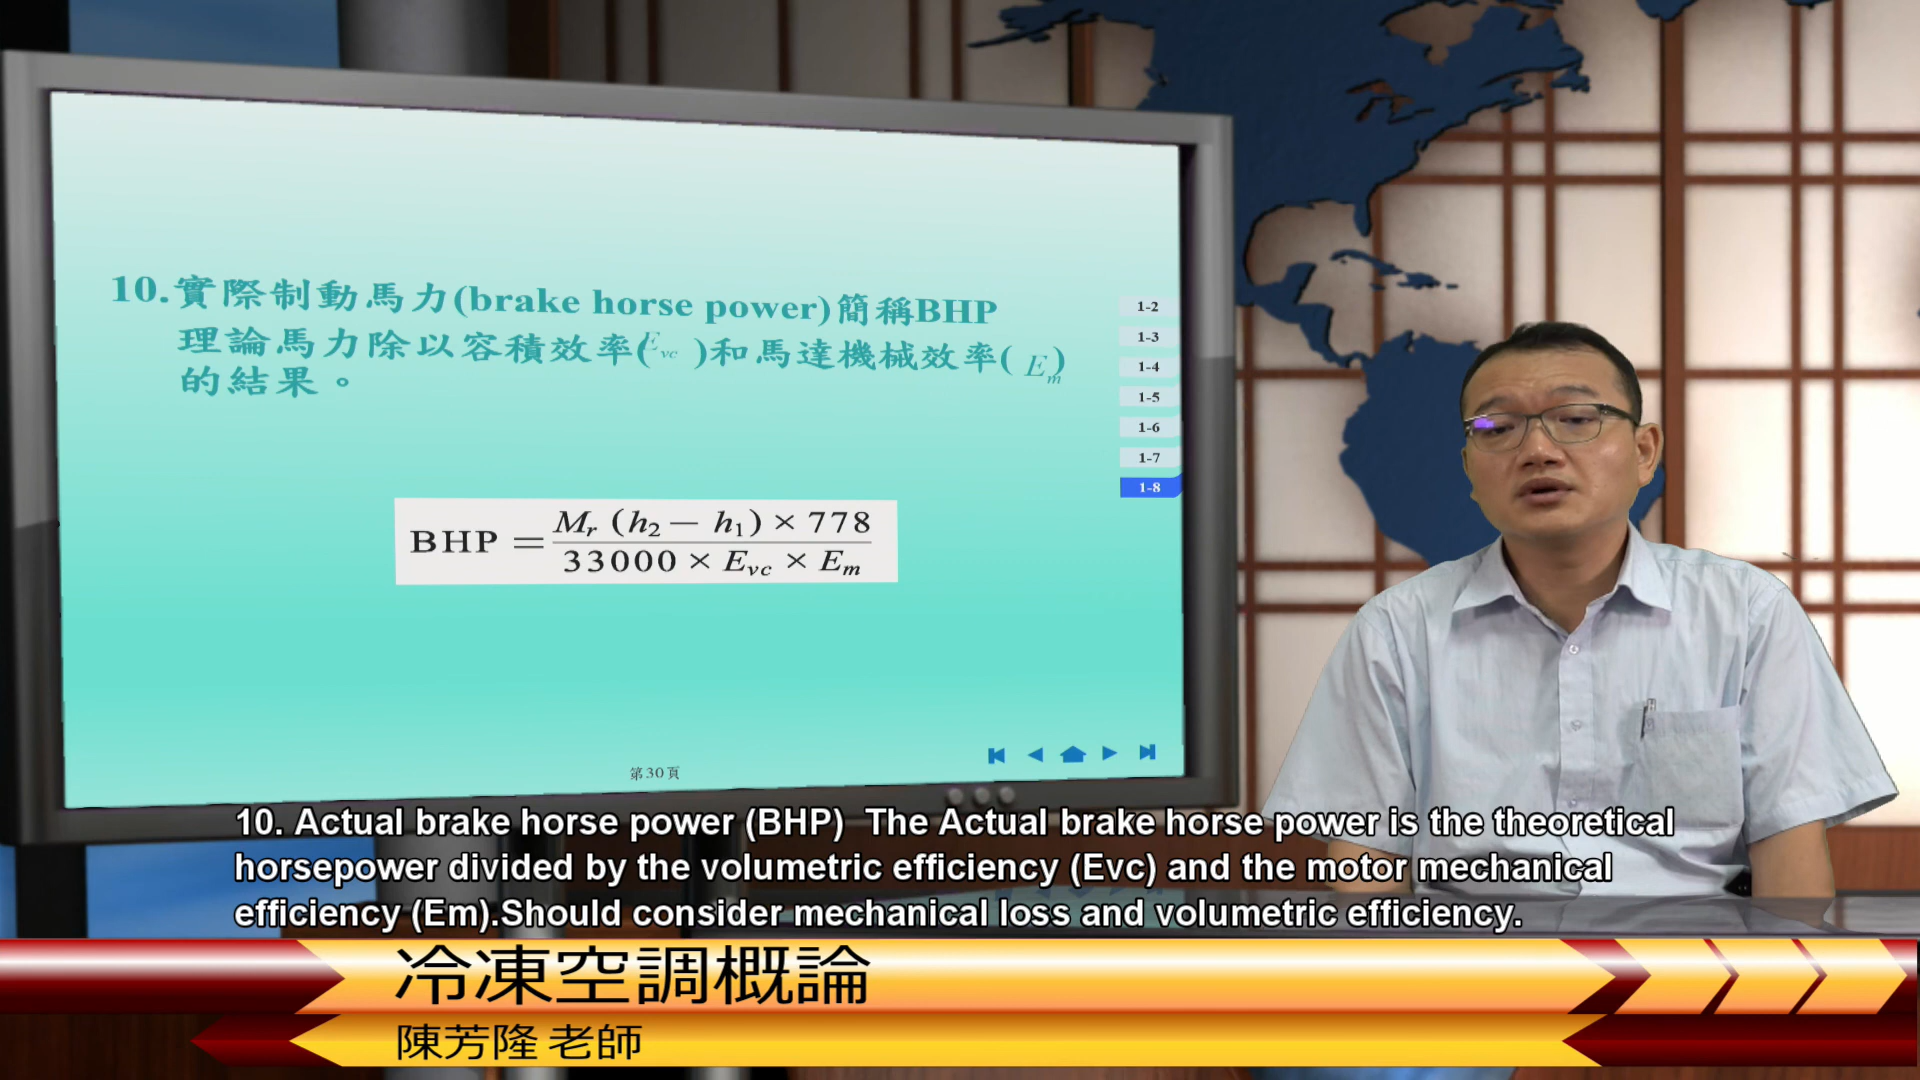 10.實際制動馬力(brake horse power)簡稱BHP
理論馬力除以容積效率(Evc)和馬達機械效率(Em)
的結果。
BHP = Mr (h2 − h1) × 778 / 33000 × Evc × Em
1-2
1-3
1-4
1-5
1-6
1-7
1-8
第30頁
10. Actual brake horse power (BHP)  The Actual brake horse power is the theoretical
horsepower divided by the volumetric efficiency (Evc) and the motor mechanical
efficiency (Em).Should consider mechanical loss and volumetric efficiency.
冷凍空調概論
陳芳隆 老師